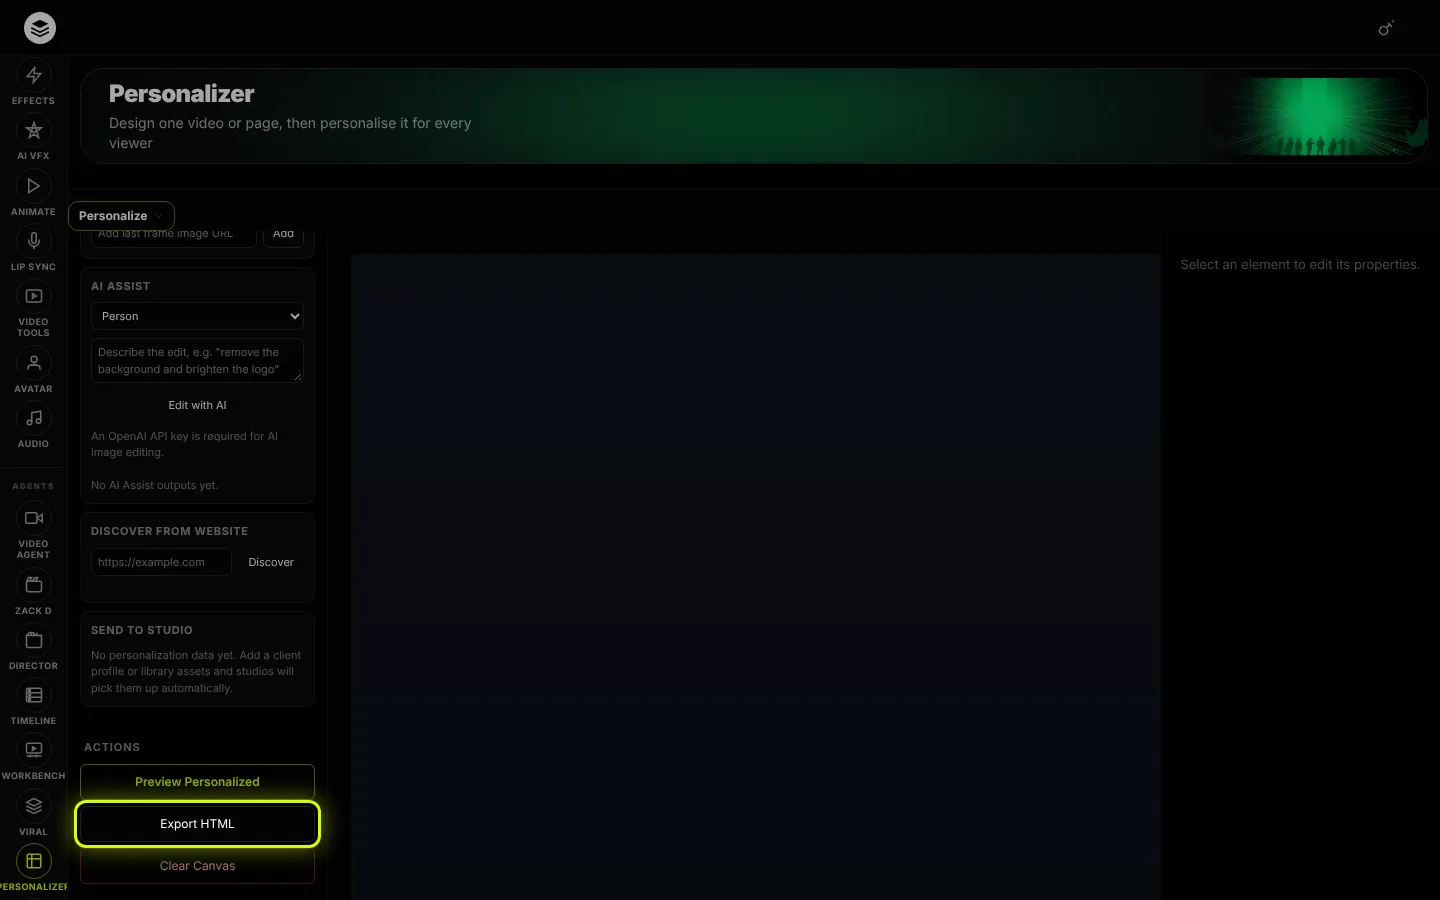 Personalizer
Design one video or page, then personalise it for every
viewer
EFFECTS
AI VFX
ANIMATE
LIP SYNC
VIDEO
TOOLS
AVATAR
AUDIO
AGENTS
VIDEO
AGENT
ZACK D
DIRECTOR
TIMELINE
WORKBENCH
VIRAL
PERSONALIZER
Personalize
Add last frame image URL
Add
AI ASSIST
Person
Describe the edit, e.g. "remove the
background and brighten the logo"
Edit with AI
An OpenAI API key is required for AI
image editing.
No AI Assist outputs yet.
DISCOVER FROM WEBSITE
https://example.com
Discover
SEND TO STUDIO
No personalization data yet. Add a client
profile or library assets and studios will
pick them up automatically.
ACTIONS
Preview Personalized
Export HTML
Clear Canvas
Select an element to edit its properties.